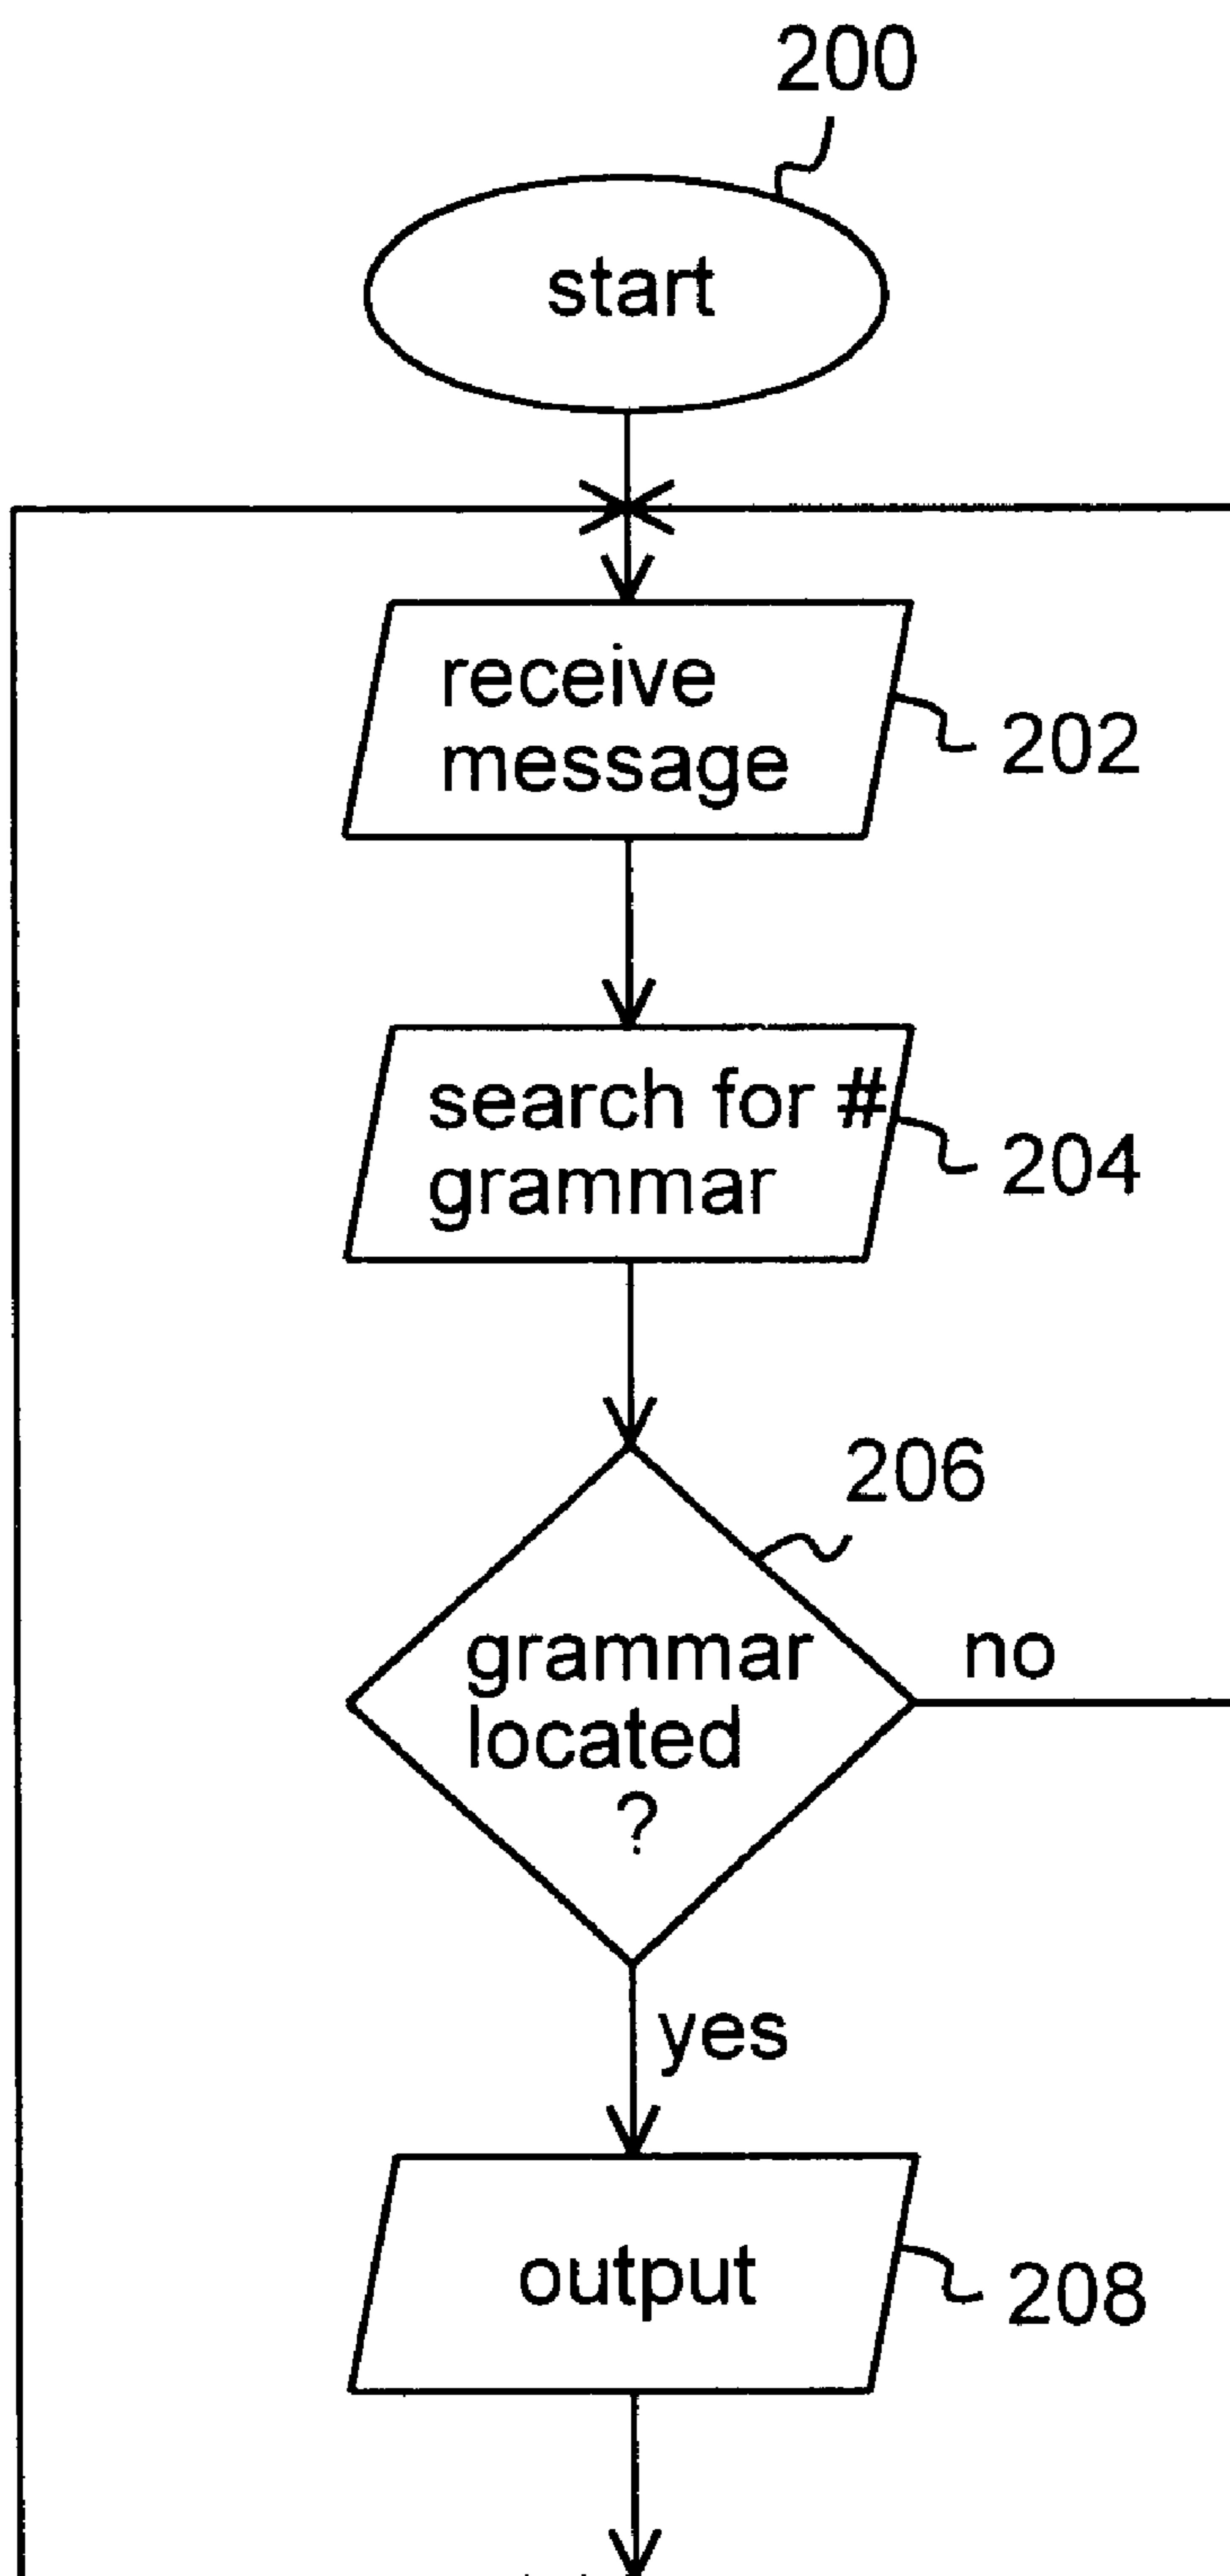 200
start
receive
message
202
search for #
grammar
204
206
grammar
located
?
no
yes
output
208